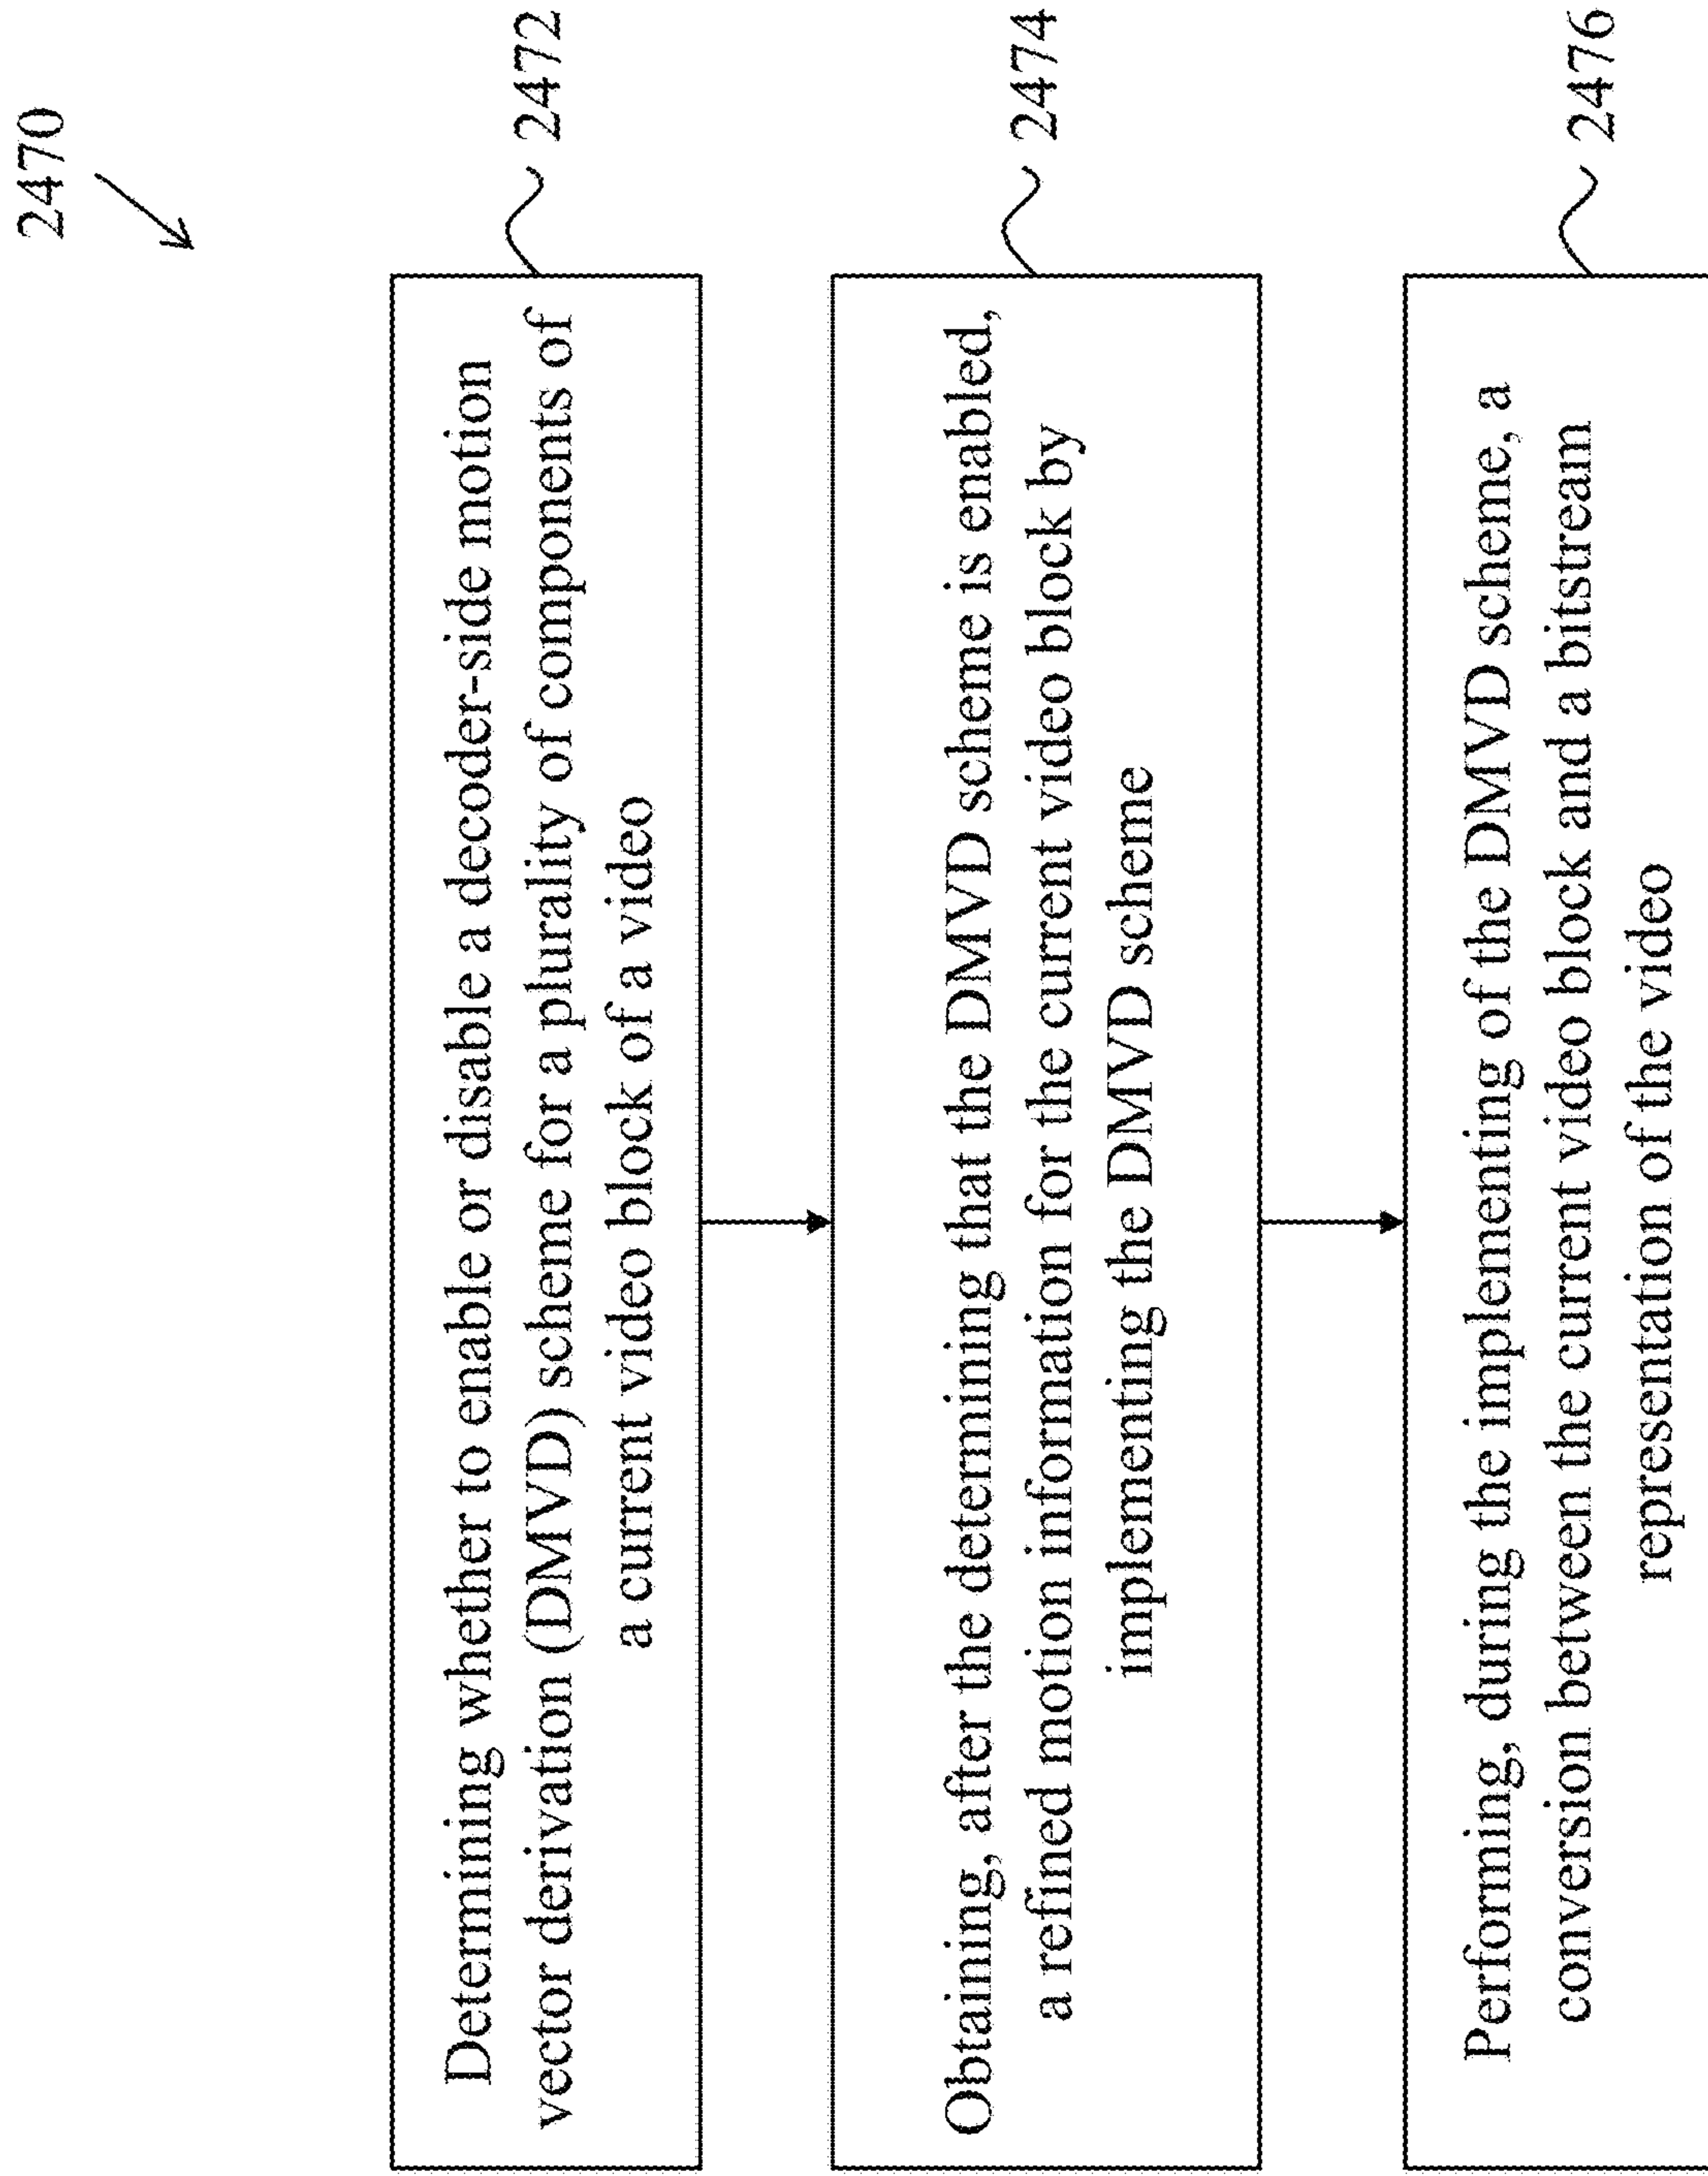 2470
Determining whether to enable or disable a decoder-side motion
vector derivation (DMVD) scheme for a plurality of components of
a current video block of a video
2472
Obtaining, after the determining that the DMVD scheme is enabled,
a refined motion information for the current video block by
implementing the DMVD scheme
2474
Performing, during the implementing of the DMVD scheme, a
conversion between the current video block and a bitstream
representation of the video
2476